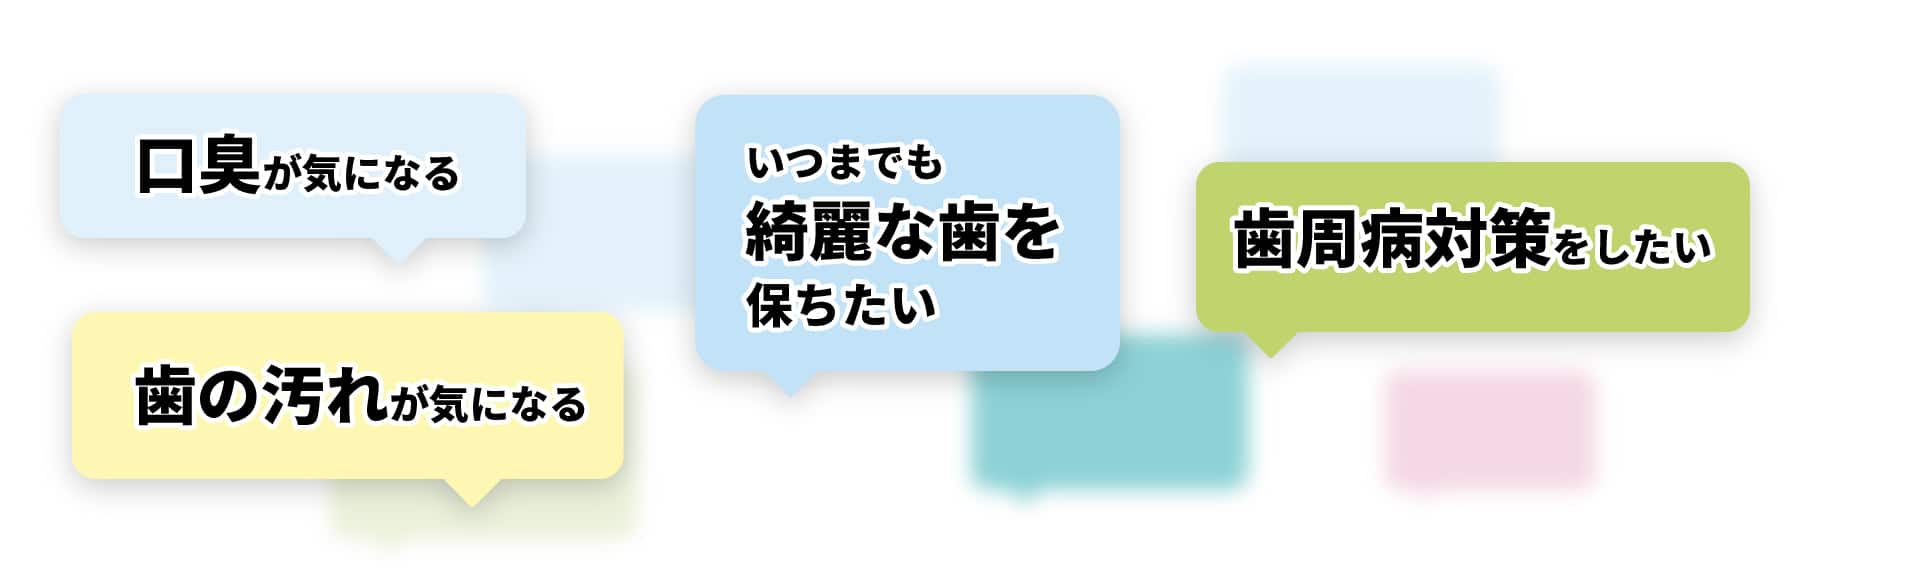 口臭が気になる
歯の汚れが気になる
いつまでも
綺麗な歯を
保ちたい
歯周病対策をしたい